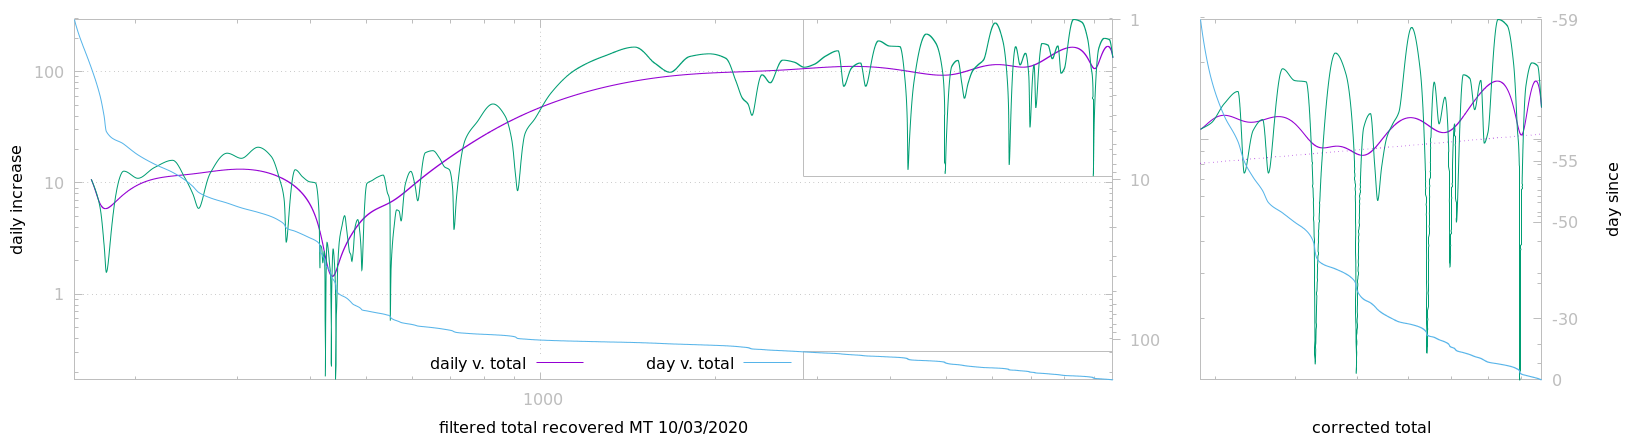 daily increase
100
10
1
1000
1
10
100
daily v. total
day v. total
filtered total recovered MT 10/03/2020
-59
-55
-50
-30
0
day since
corrected total